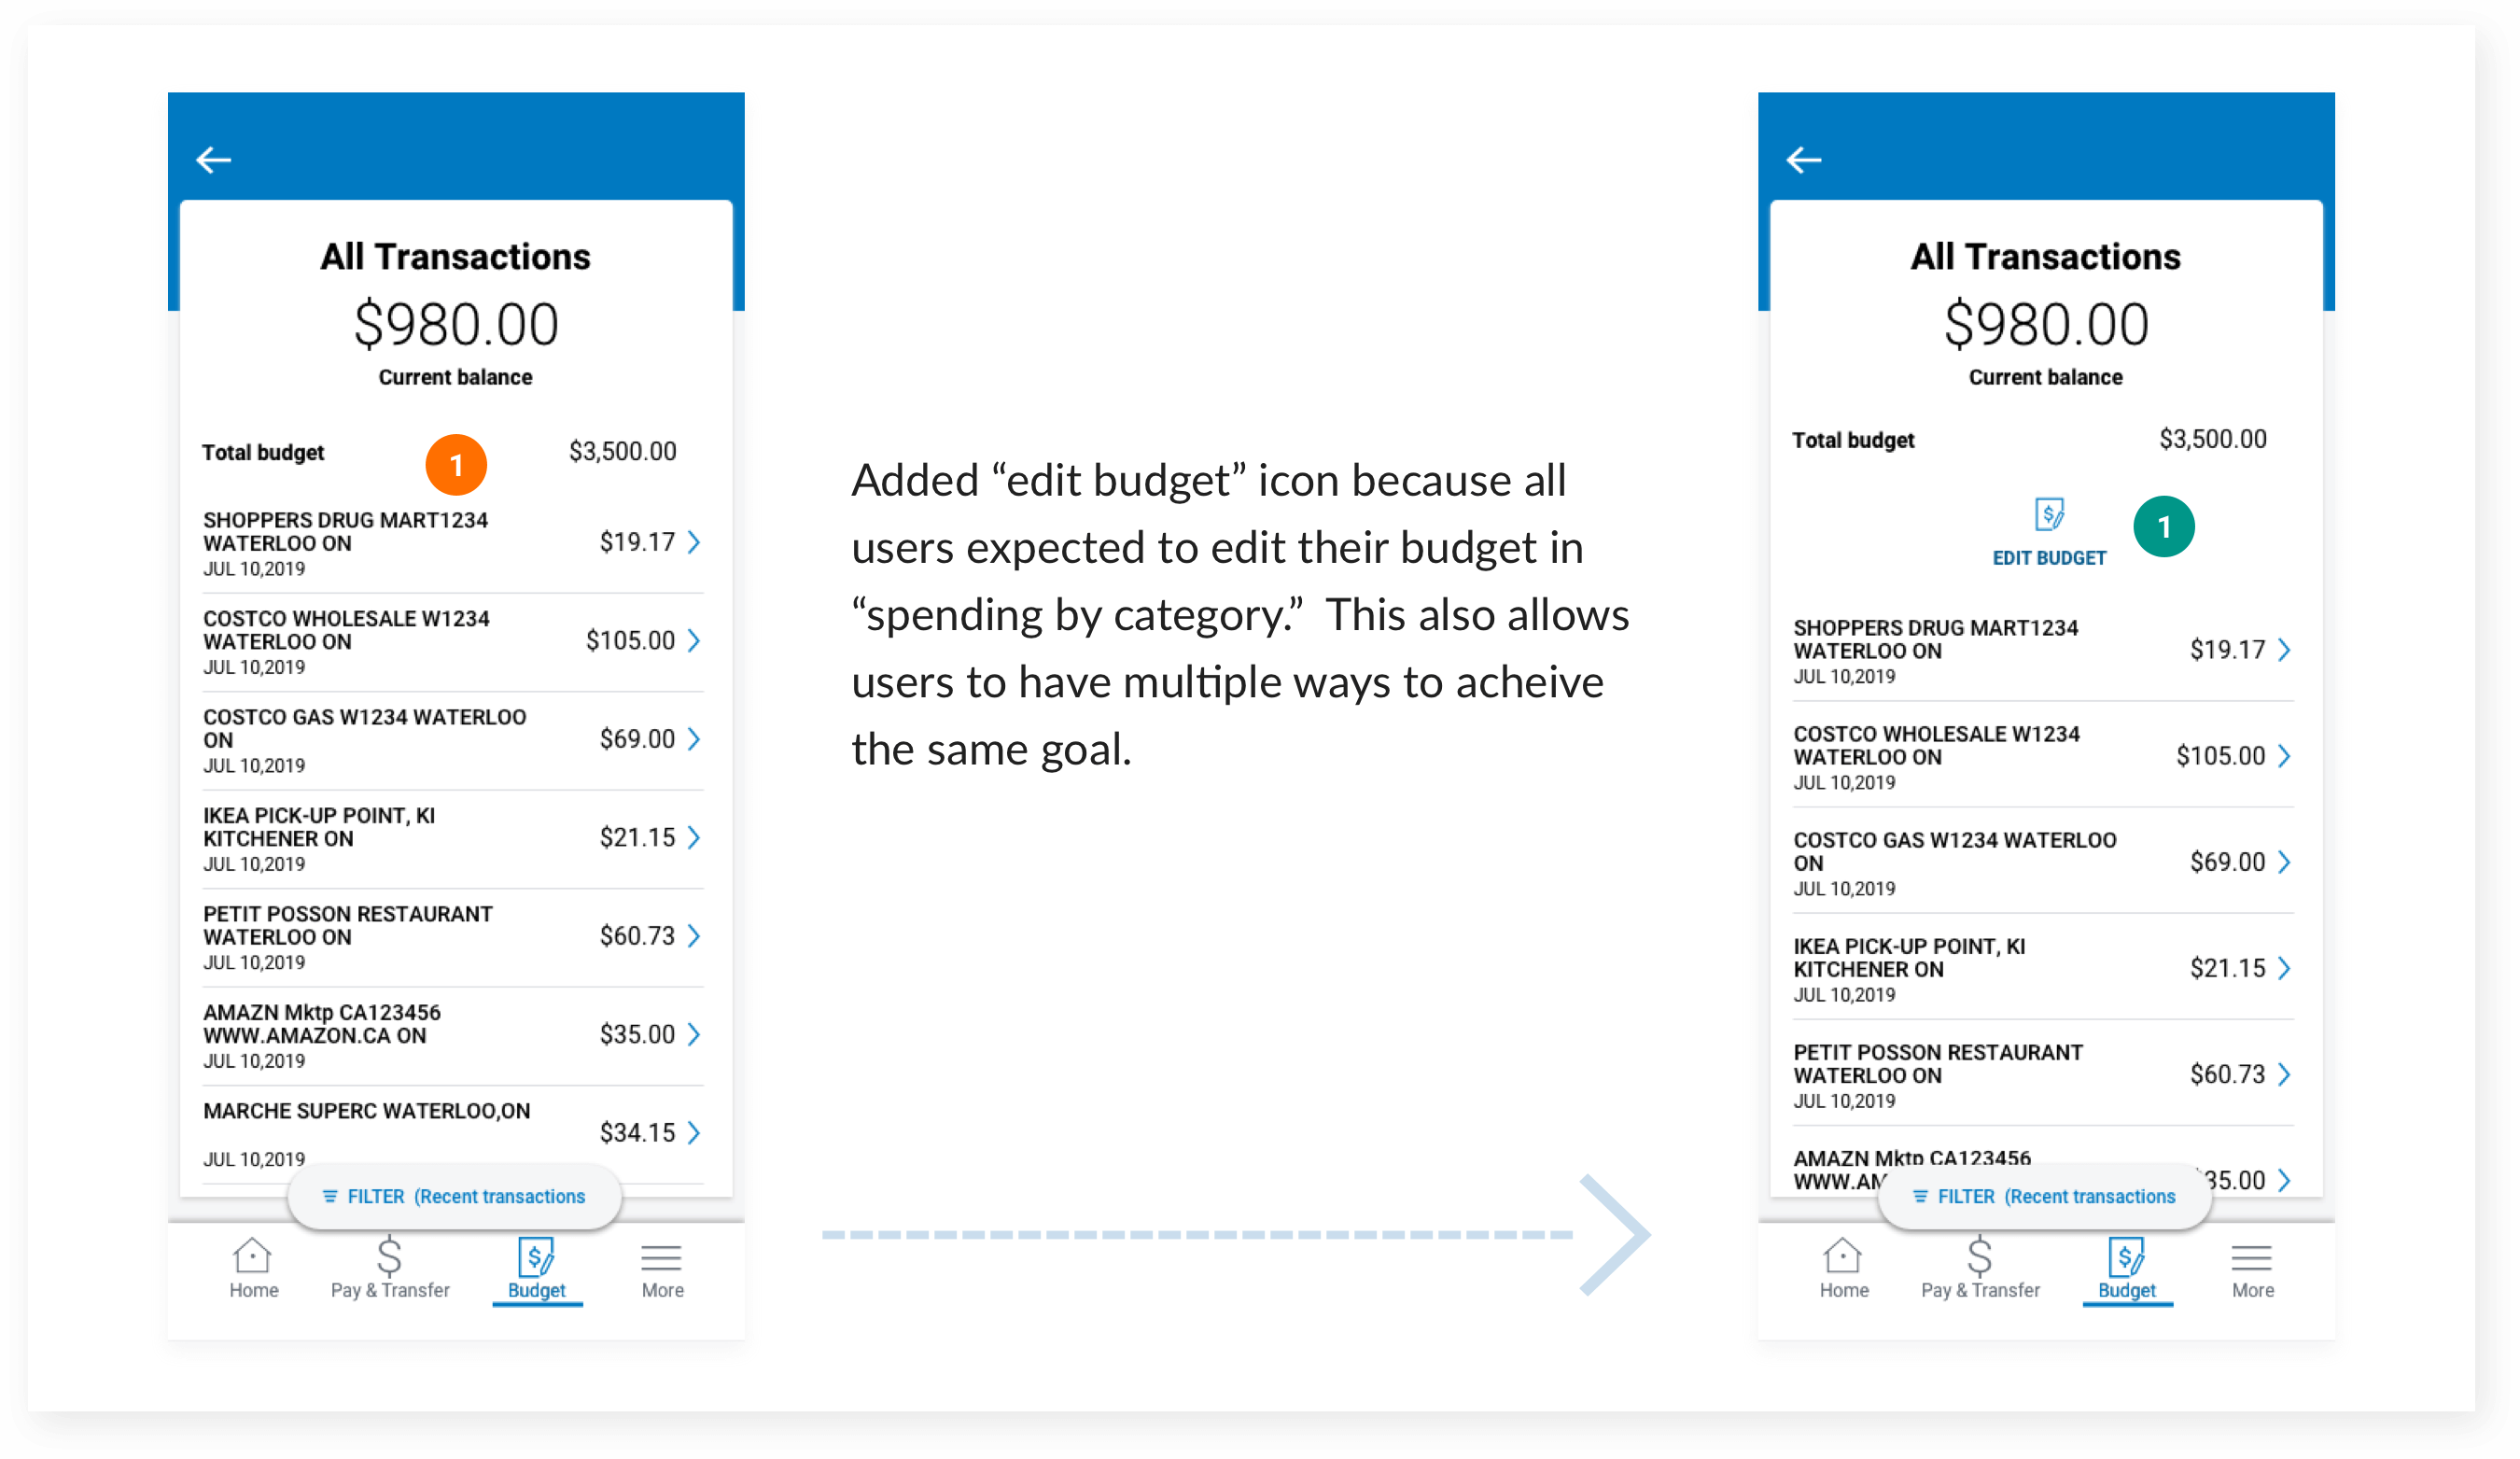 All Transactions
$980.00
Current balance
Total budget
1
$3,500.00
SHOPPERS DRUG MART1234
WATERLOO ON
JUL 10,2019
$19.17
COSTCO WHOLESALE W1234
WATERLOO ON
JUL 10,2019
$105.00
COSTCO GAS W1234 WATERLOO
ON
JUL 10,2019
$69.00
IKEA PICK-UP POINT, KI
KITCHENER ON
JUL 10,2019
$21.15
PETIT POSSON RESTAURANT
WATERLOO ON
JUL 10,2019
$60.73
AMAZN Mktp CA123456
WWW.AMAZON.CA ON
JUL 10,2019
$35.00
MARCHE SUPERC WATERLOO,ON
JUL 10,2019
$34.15
FILTER (Recent transactions
Home
Pay & Transfer
Budget
More
Added “edit budget” icon because all
users expected to edit their budget in
“spending by category.” This also allows
users to have multiple ways to acheive
the same goal.
All Transactions
$980.00
Current balance
Total budget
$3,500.00
EDIT BUDGET
1
SHOPPERS DRUG MART1234
WATERLOO ON
JUL 10,2019
$19.17
COSTCO WHOLESALE W1234
WATERLOO ON
JUL 10,2019
$105.00
COSTCO GAS W1234 WATERLOO
ON
JUL 10,2019
$69.00
IKEA PICK-UP POINT, KI
KITCHENER ON
JUL 10,2019
$21.15
PETIT POSSON RESTAURANT
WATERLOO ON
JUL 10,2019
$60.73
AMAZN Mktp CA123456
WWW.AM
35.00
FILTER (Recent transactions
Home
Pay & Transfer
Budget
More